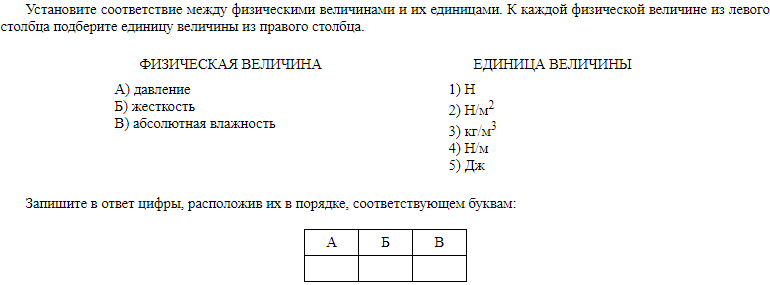 Установите соответствие между физическими величинами и их единицами. К каждой физической величине из левого
столбца подберите единицу величины из правого столбца.
ФИЗИЧЕСКАЯ ВЕЛИЧИНА
А) давление
Б) жесткость
В) абсолютная влажность
ЕДИНИЦА ВЕЛИЧИНЫ
1) Н
2) Н/м²
3) кг/м³
4) Н/м
5) Дж
Запишите в ответ цифры, расположив их в порядке, соответствующем буквам:
А Б В